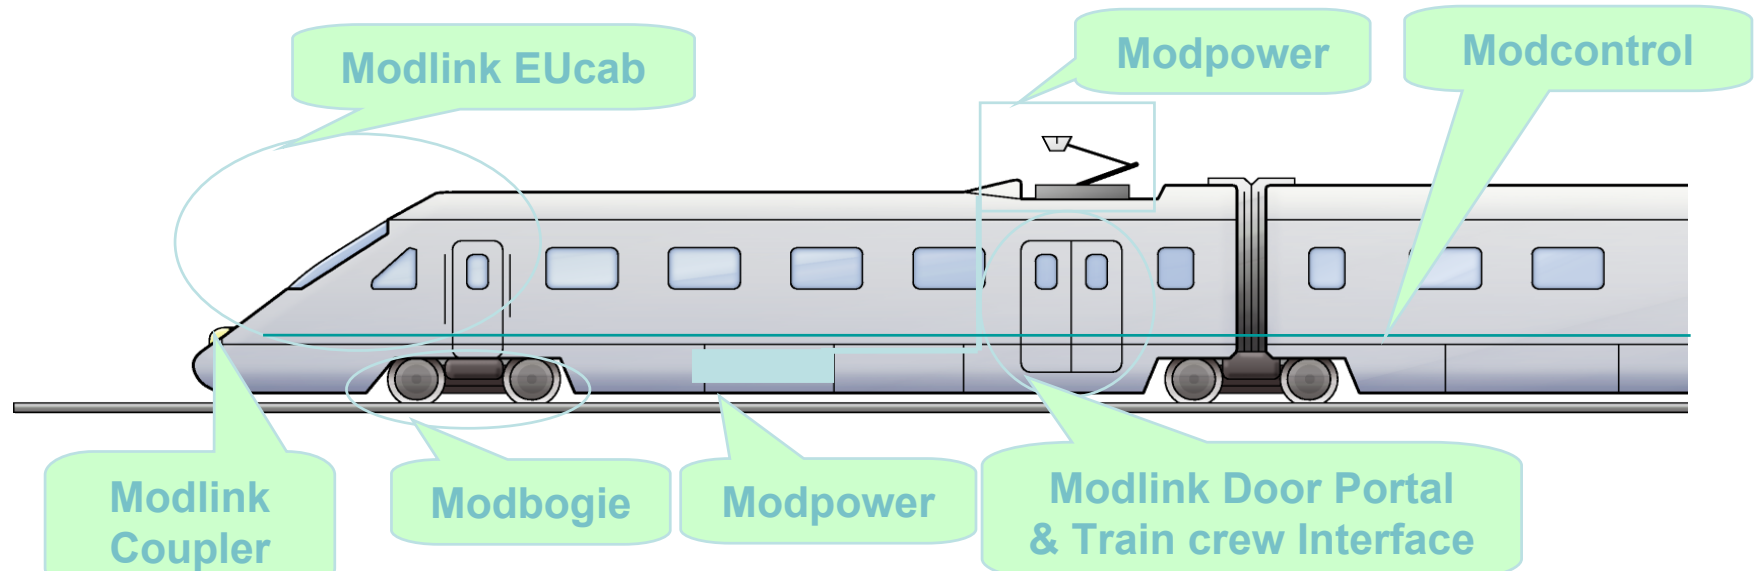 Modlink EUcab
Modpower
Modcontrol
Modlink
Coupler
Modbogie
Modpower
Modlink Door Portal
& Train crew Interface